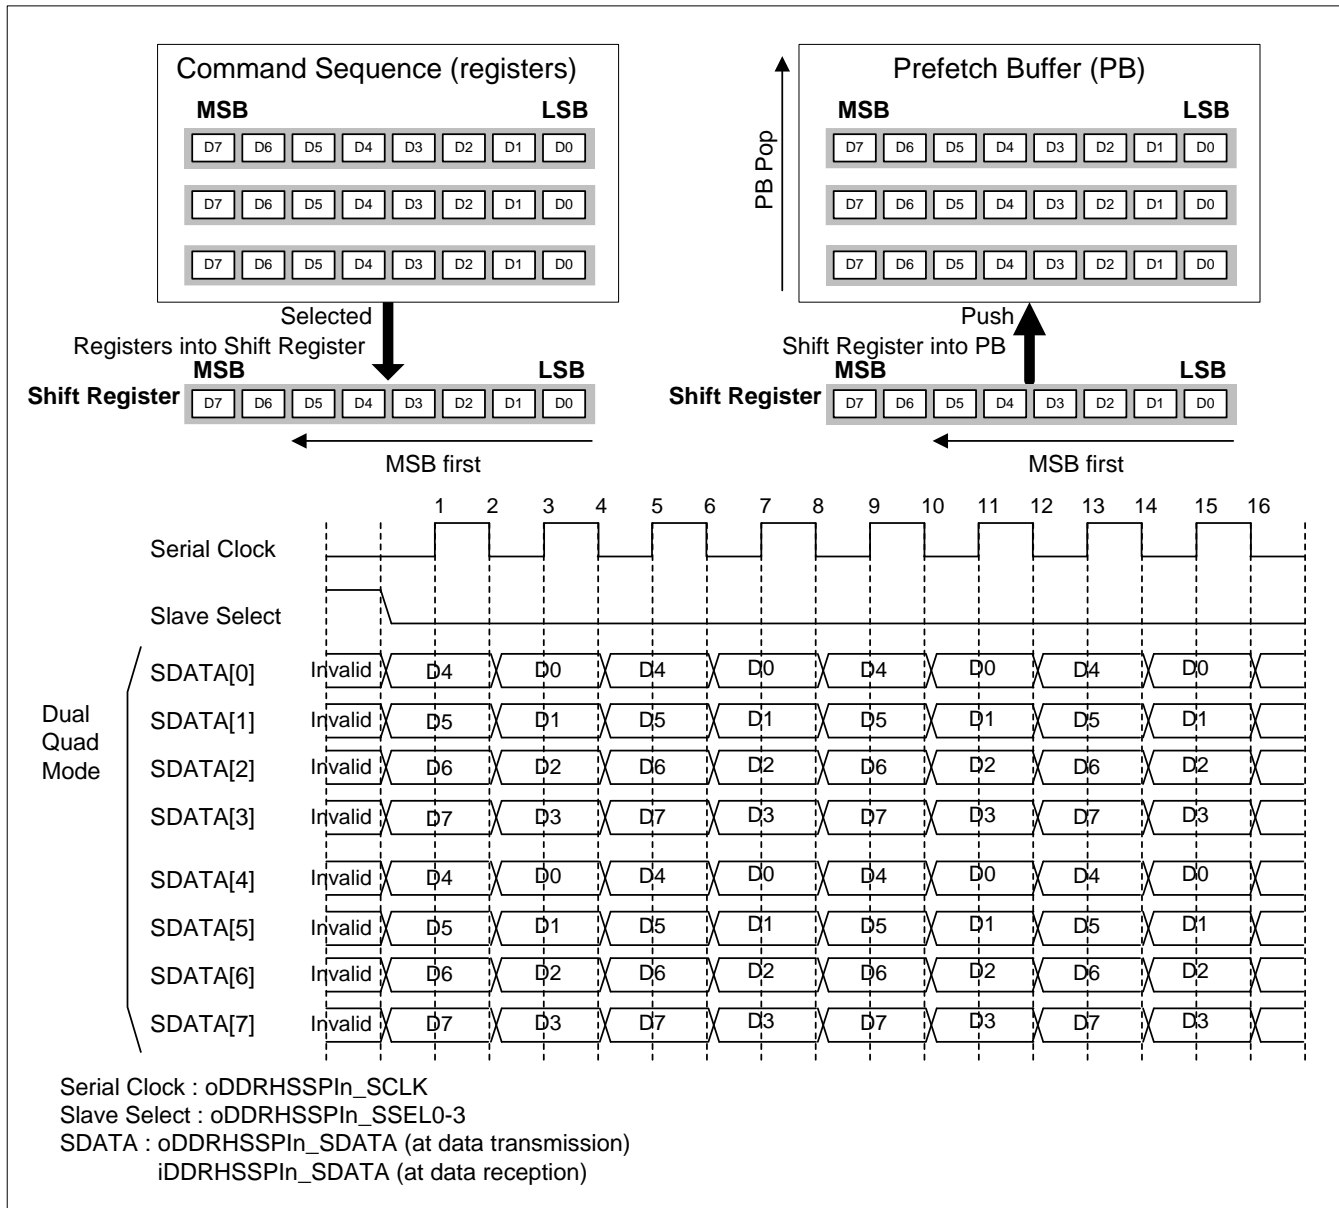 Command Sequence (registers)
MSB LSB
D7 D6 D5 D4 D3 D2 D1 D0
D7 D6 D5 D4 D3 D2 D1 D0
D7 D6 D5 D4 D3 D2 D1 D0
Selected
Registers into Shift Register
MSB LSB
Shift Register D7 D6 D5 D4 D3 D2 D1 D0
MSB first
PB Pop
Prefetch Buffer (PB)
MSB LSB
D7 D6 D5 D4 D3 D2 D1 D0
D7 D6 D5 D4 D3 D2 D1 D0
D7 D6 D5 D4 D3 D2 D1 D0
Push
Shift Register into PB
MSB LSB
Shift Register D7 D6 D5 D4 D3 D2 D1 D0
MSB first
1 2 3 4 5 6 7 8 9 10 11 12 13 14 15 16
Serial Clock
Slave Select
Dual
Quad
Mode
SDATA[0] Invalid D4 D0 D4 D0 D4 D0 D4 D0
SDATA[1] Invalid D5 D1 D5 D1 D5 D1 D5 D1
SDATA[2] Invalid D6 D2 D6 D2 D6 D2 D6 D2
SDATA[3] Invalid D7 D3 D7 D3 D7 D3 D7 D3
SDATA[4] Invalid D4 D0 D4 D0 D4 D0 D4 D0
SDATA[5] Invalid D5 D1 D5 D1 D5 D1 D5 D1
SDATA[6] Invalid D6 D2 D6 D2 D6 D2 D6 D2
SDATA[7] Invalid D7 D3 D7 D3 D7 D3 D7 D3
Serial Clock : oDDRHSSPIn_SCLK
Slave Select : oDDRHSSPIn_SSEL0-3
SDATA : oDDRHSSPIn_SDATA (at data transmission)
iDDRHSSPIn_SDATA (at data reception)